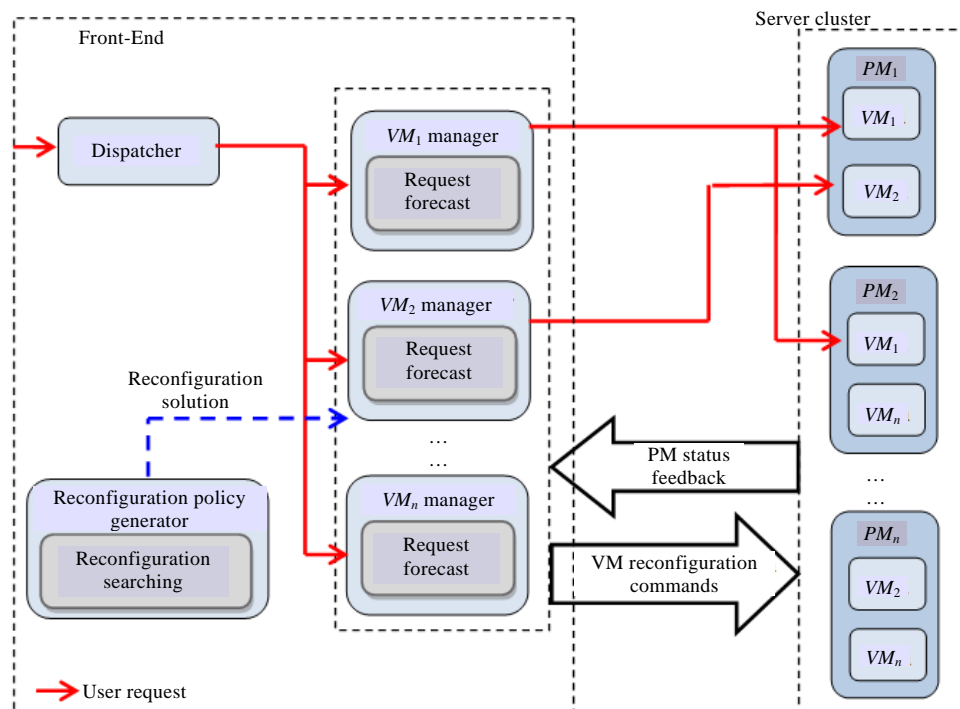 Front-End
Server cluster
Dispatcher
VM1 manager
Request
forecast
VM2 manager
Request
forecast
...
...
VMn manager
Request
forecast
Reconfiguration
solution
Reconfiguration policy
generator
Reconfiguration
searching
User request
PM status
feedback
VM reconfiguration
commands
PM1
VM1
VM2
PM2
VM1
VMn
...
...
PMn
VM2
VMn